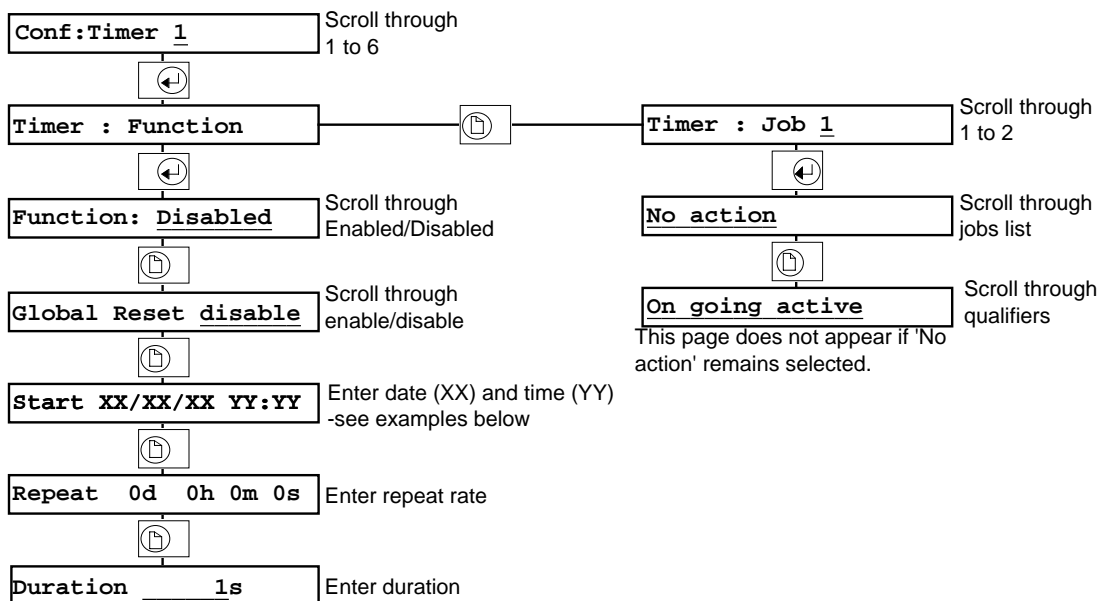 Conf:Timer 1
Scroll through
1 to 6
Timer : Function
Function: Disabled
Scroll through
Enabled/Disabled
Global Reset disable
Scroll through
enable/disable
Start XX/XX/XX YY:YY
Enter date (XX) and time (YY)
-see examples below
Repeat 0d 0h 0m 0s
Enter repeat rate
Duration _____1s
Enter duration
Timer : Job 1
Scroll through
1 to 2
No action
Scroll through
jobs list
On going active
Scroll through
qualifiers
This page does not appear if 'No
action' remains selected.